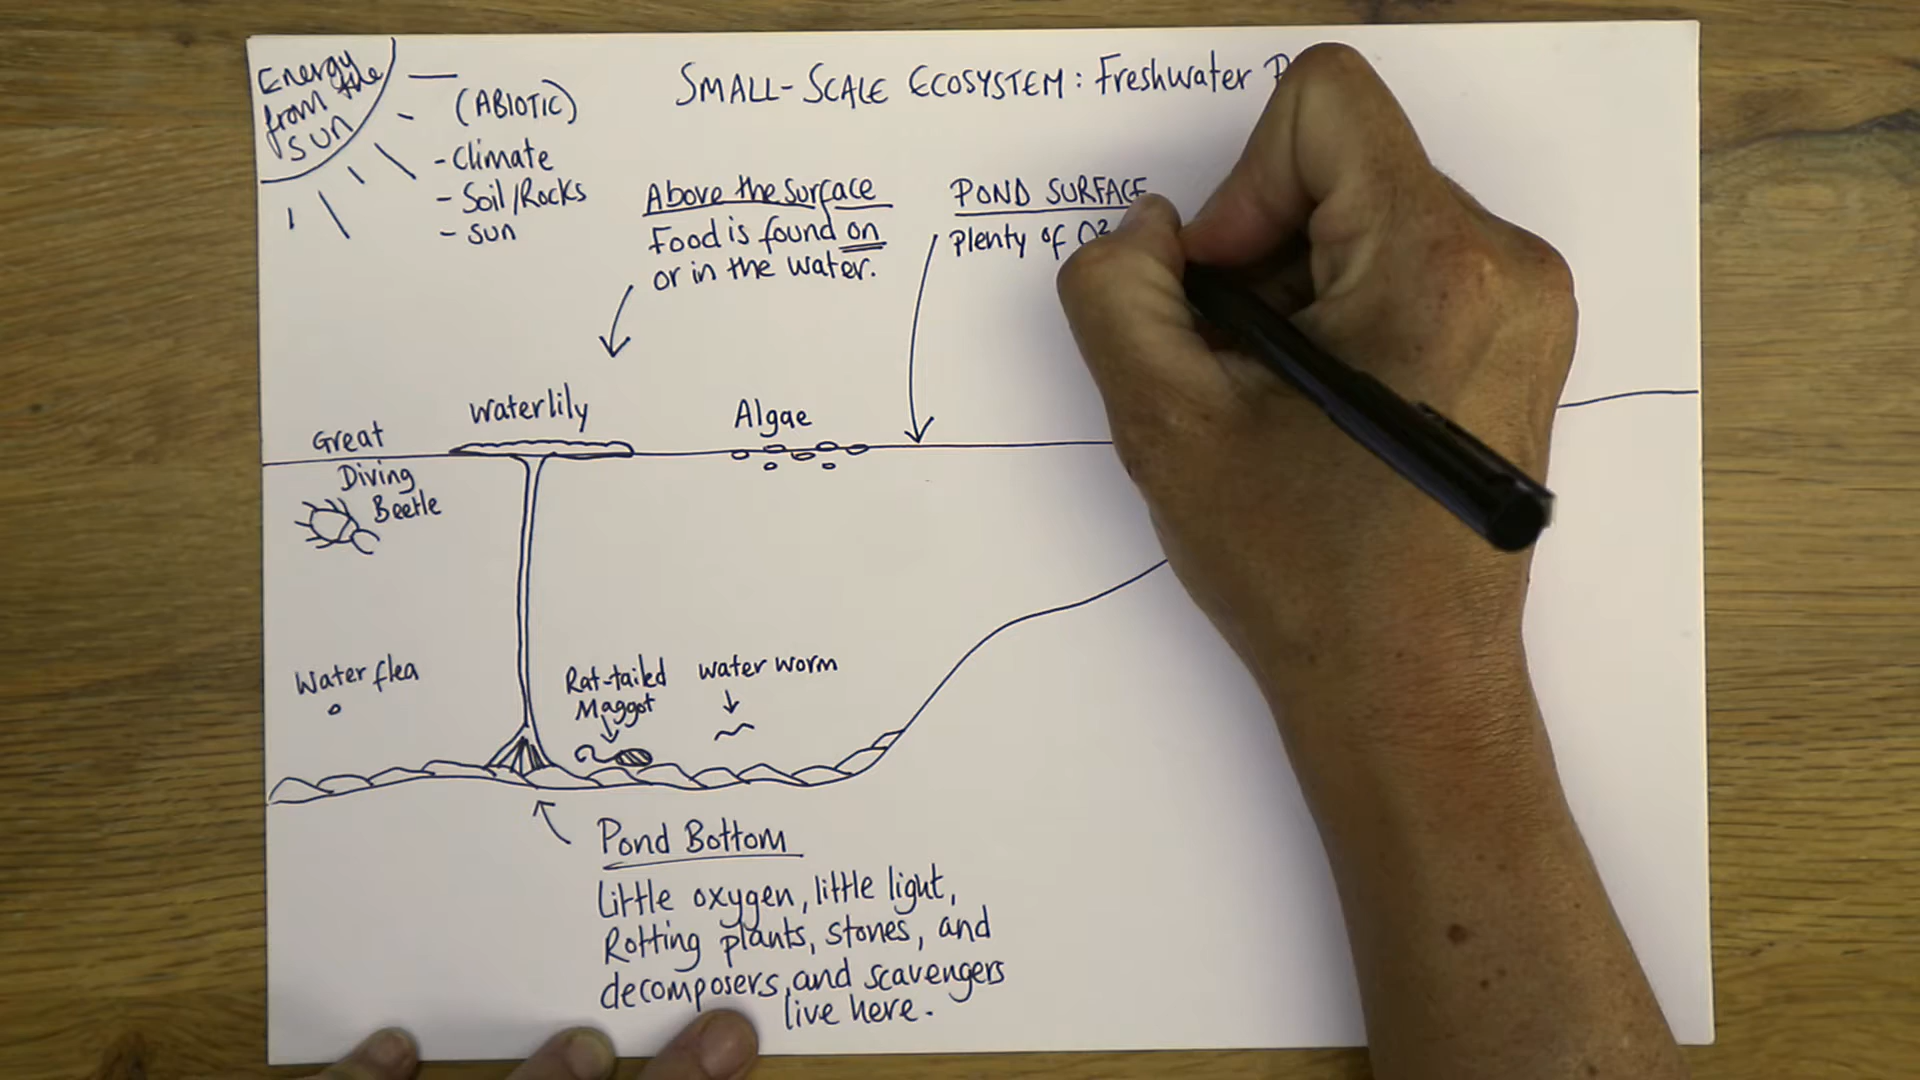 Energy
from the
SUN
(ABIOTIC)
- Climate
- Soil/Rocks
- Sun
SMALL-SCALE ECOSYSTEM: Freshwater
Above the surface
Food is found on
or in the water.
POND SURFACE
Plenty of O²
Waterlily
Algae
Great
Diving
Beetle
Water flea
Rat-tailed
Maggot
water worm
Pond Bottom
Little oxygen, little light,
Rotting plants, stones, and
decomposers, and scavengers
live here.